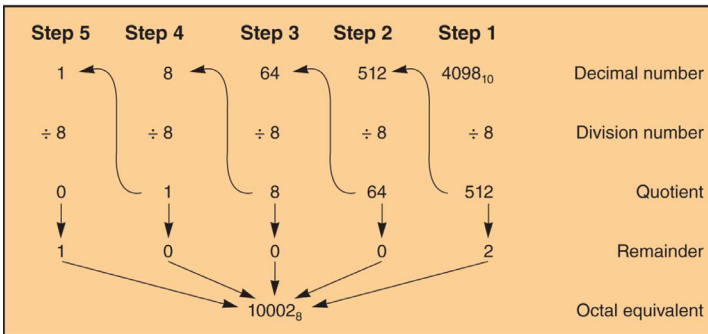 Step 5 Step 4 Step 3 Step 2 Step 1
1 8 64 512 4098₁₀ Decimal number
÷ 8 ÷ 8 ÷ 8 ÷ 8 ÷ 8 Division number
0 1 8 64 512 Quotient
1 0 0 0 2 Remainder
10002₈ Octal equivalent